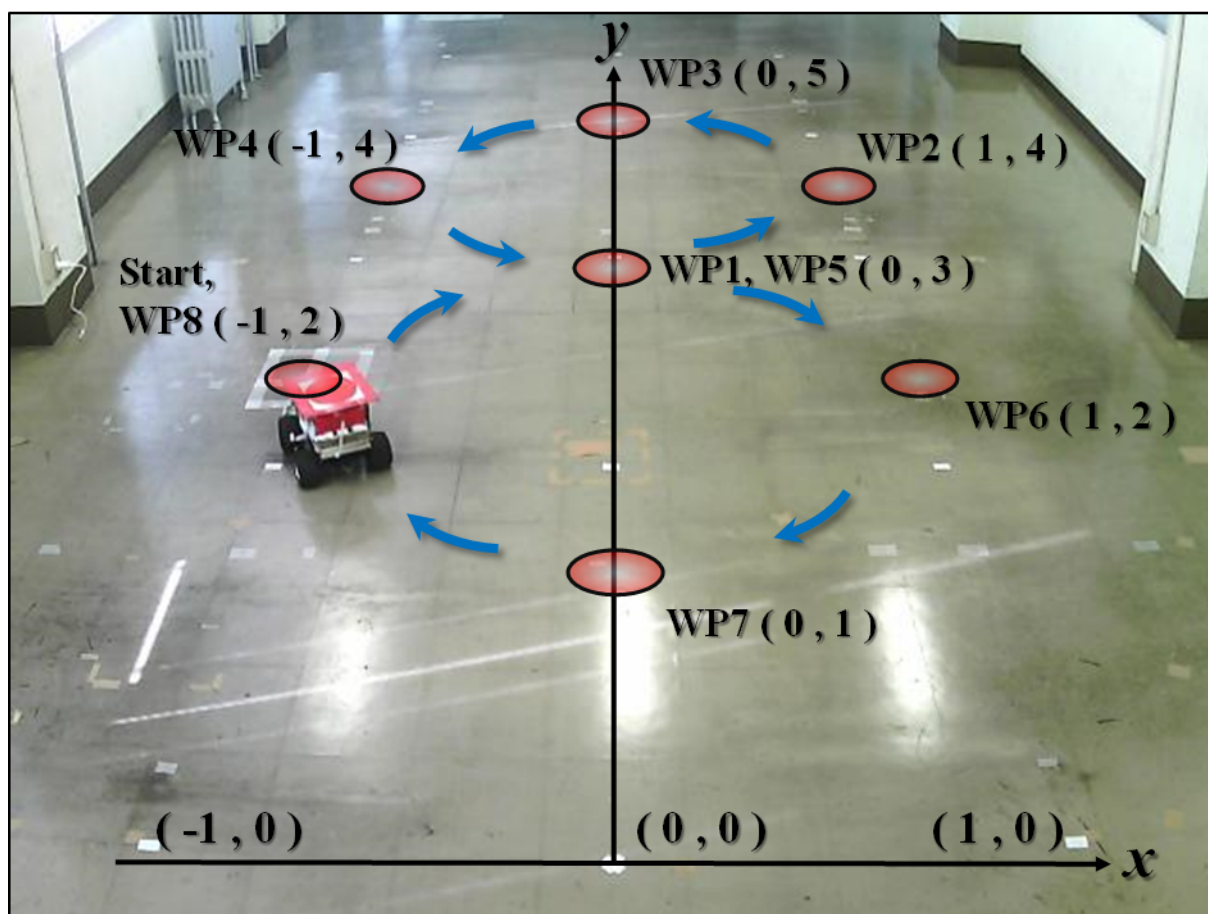 y
WP3 ( 0 , 5 )
WP4 ( -1 , 4 )
WP2 ( 1 , 4 )
Start,
WP8 ( -1 , 2 )
WP1, WP5 ( 0 , 3 )
WP6 ( 1 , 2 )
WP7 ( 0 , 1 )
( -1 , 0 )
( 0 , 0 )
( 1 , 0 )
x